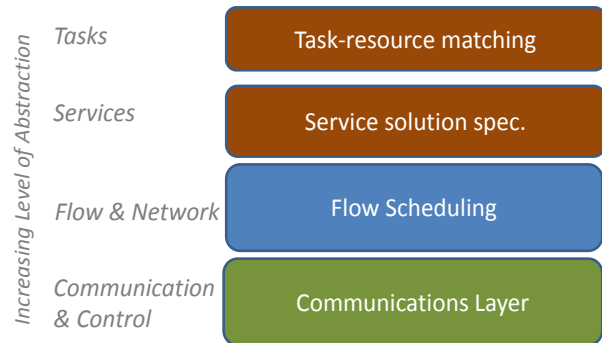 Increasing Level of Abstraction
Tasks
Task-resource matching
Services
Service solution spec.
Flow & Network
Flow Scheduling
Communication
& Control
Communications Layer